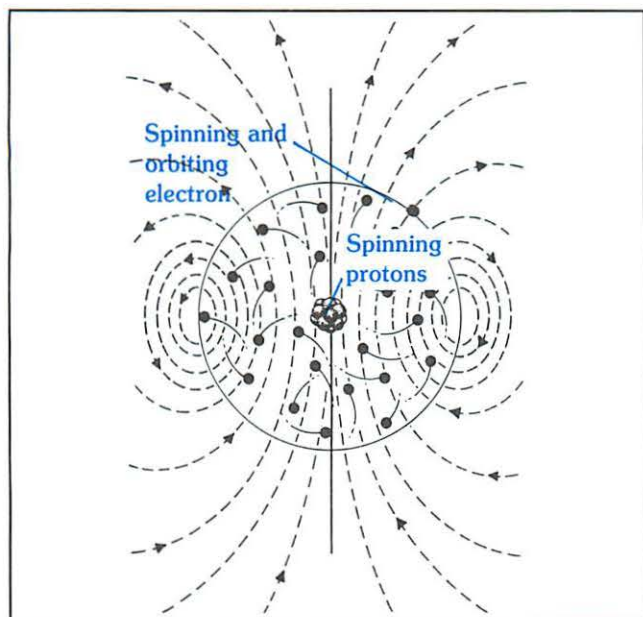 Spinning and
orbiting
electron
Spinning
protons